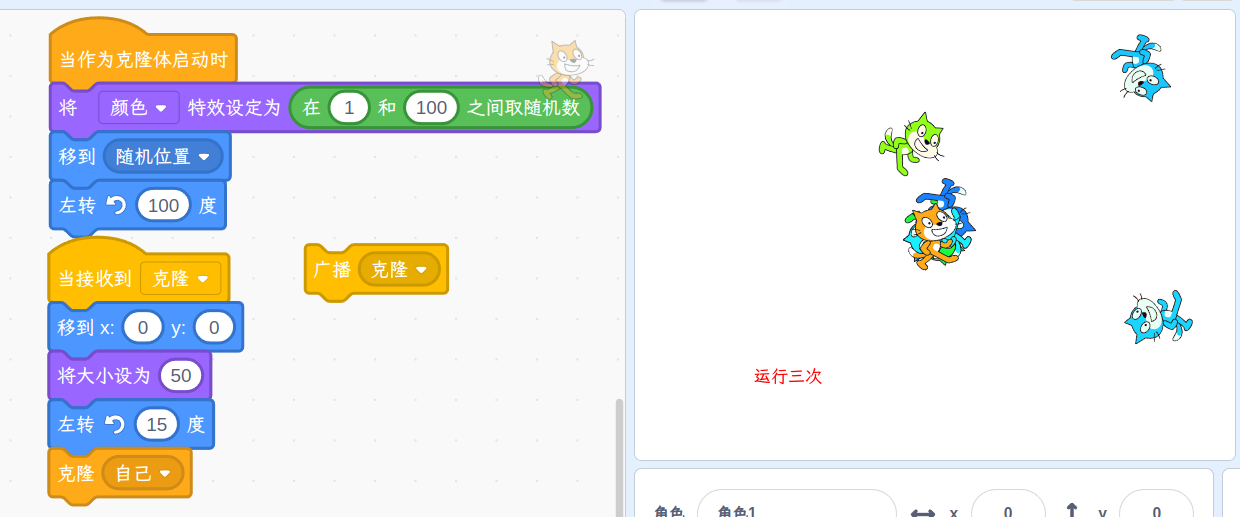 当作为克隆体启动时
将 颜色 特效设定为 在 1 和 100 之间取随机数
移到 随机位置
左转 100 度
当接收到 克隆
移到 x: 0 y: 0
将大小设为 50
左转 15 度
克隆 自己
广播 克隆
运行三次
角色 角色1 x 0 y 0